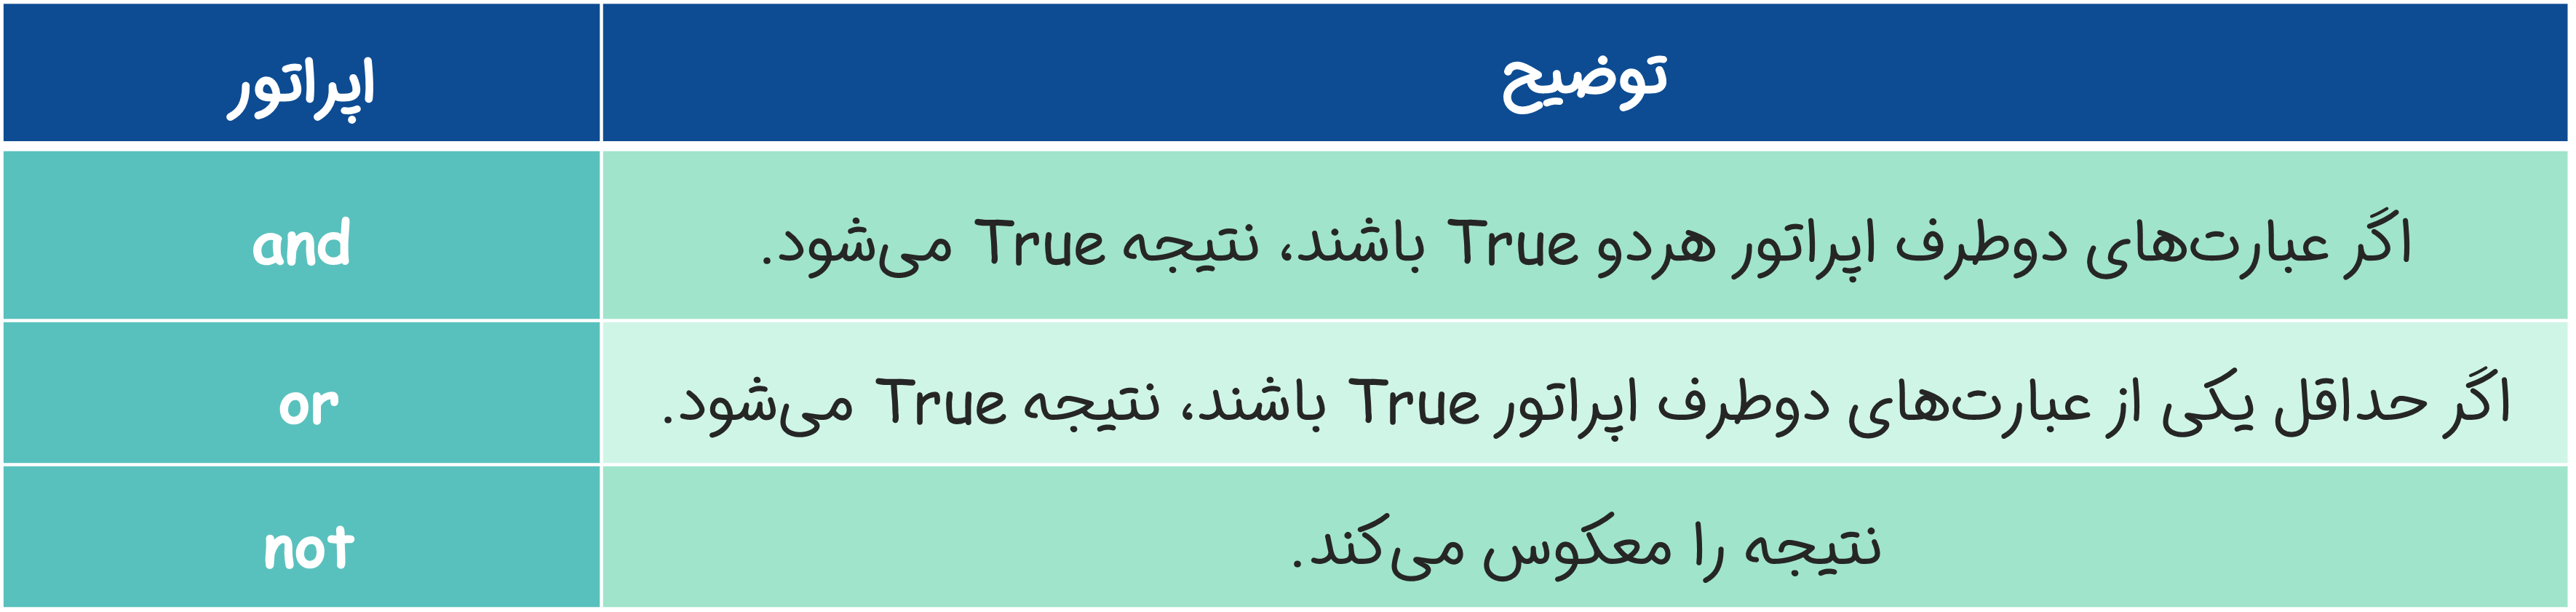 اپراتور
توضیح
and
اگر عبارت‌های دوطرف اپراتور هردو True باشند، نتیجه True می‌شود.
or
اگر حداقل یکی از عبارت‌های دوطرف اپراتور True باشند، نتیجه True می‌شود.
not
نتیجه را معکوس می‌کند.